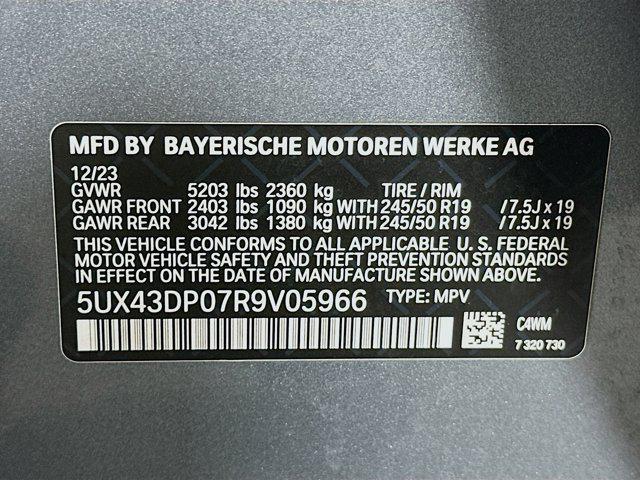 MFD BY BAYERISCHE MOTOREN WERKE AG
12/23
GVWR 5203 lbs 2360 kg TIRE / RIM
GAWR FRONT 2403 lbs 1090 kg WITH 245/50 R19 /7.5J x 19
GAWR REAR 3042 lbs 1380 kg WITH 245/50 R19 /7.5J x 19
THIS VEHICLE CONFORMS TO ALL APPLICABLE U. S. FEDERAL
MOTOR VEHICLE SAFETY AND THEFT PREVENTION STANDARDS
IN EFFECT ON THE DATE OF MANUFACTURE SHOWN ABOVE.
5UX43DP07R9V05966 TYPE: MPV
C4WM
7 320 730